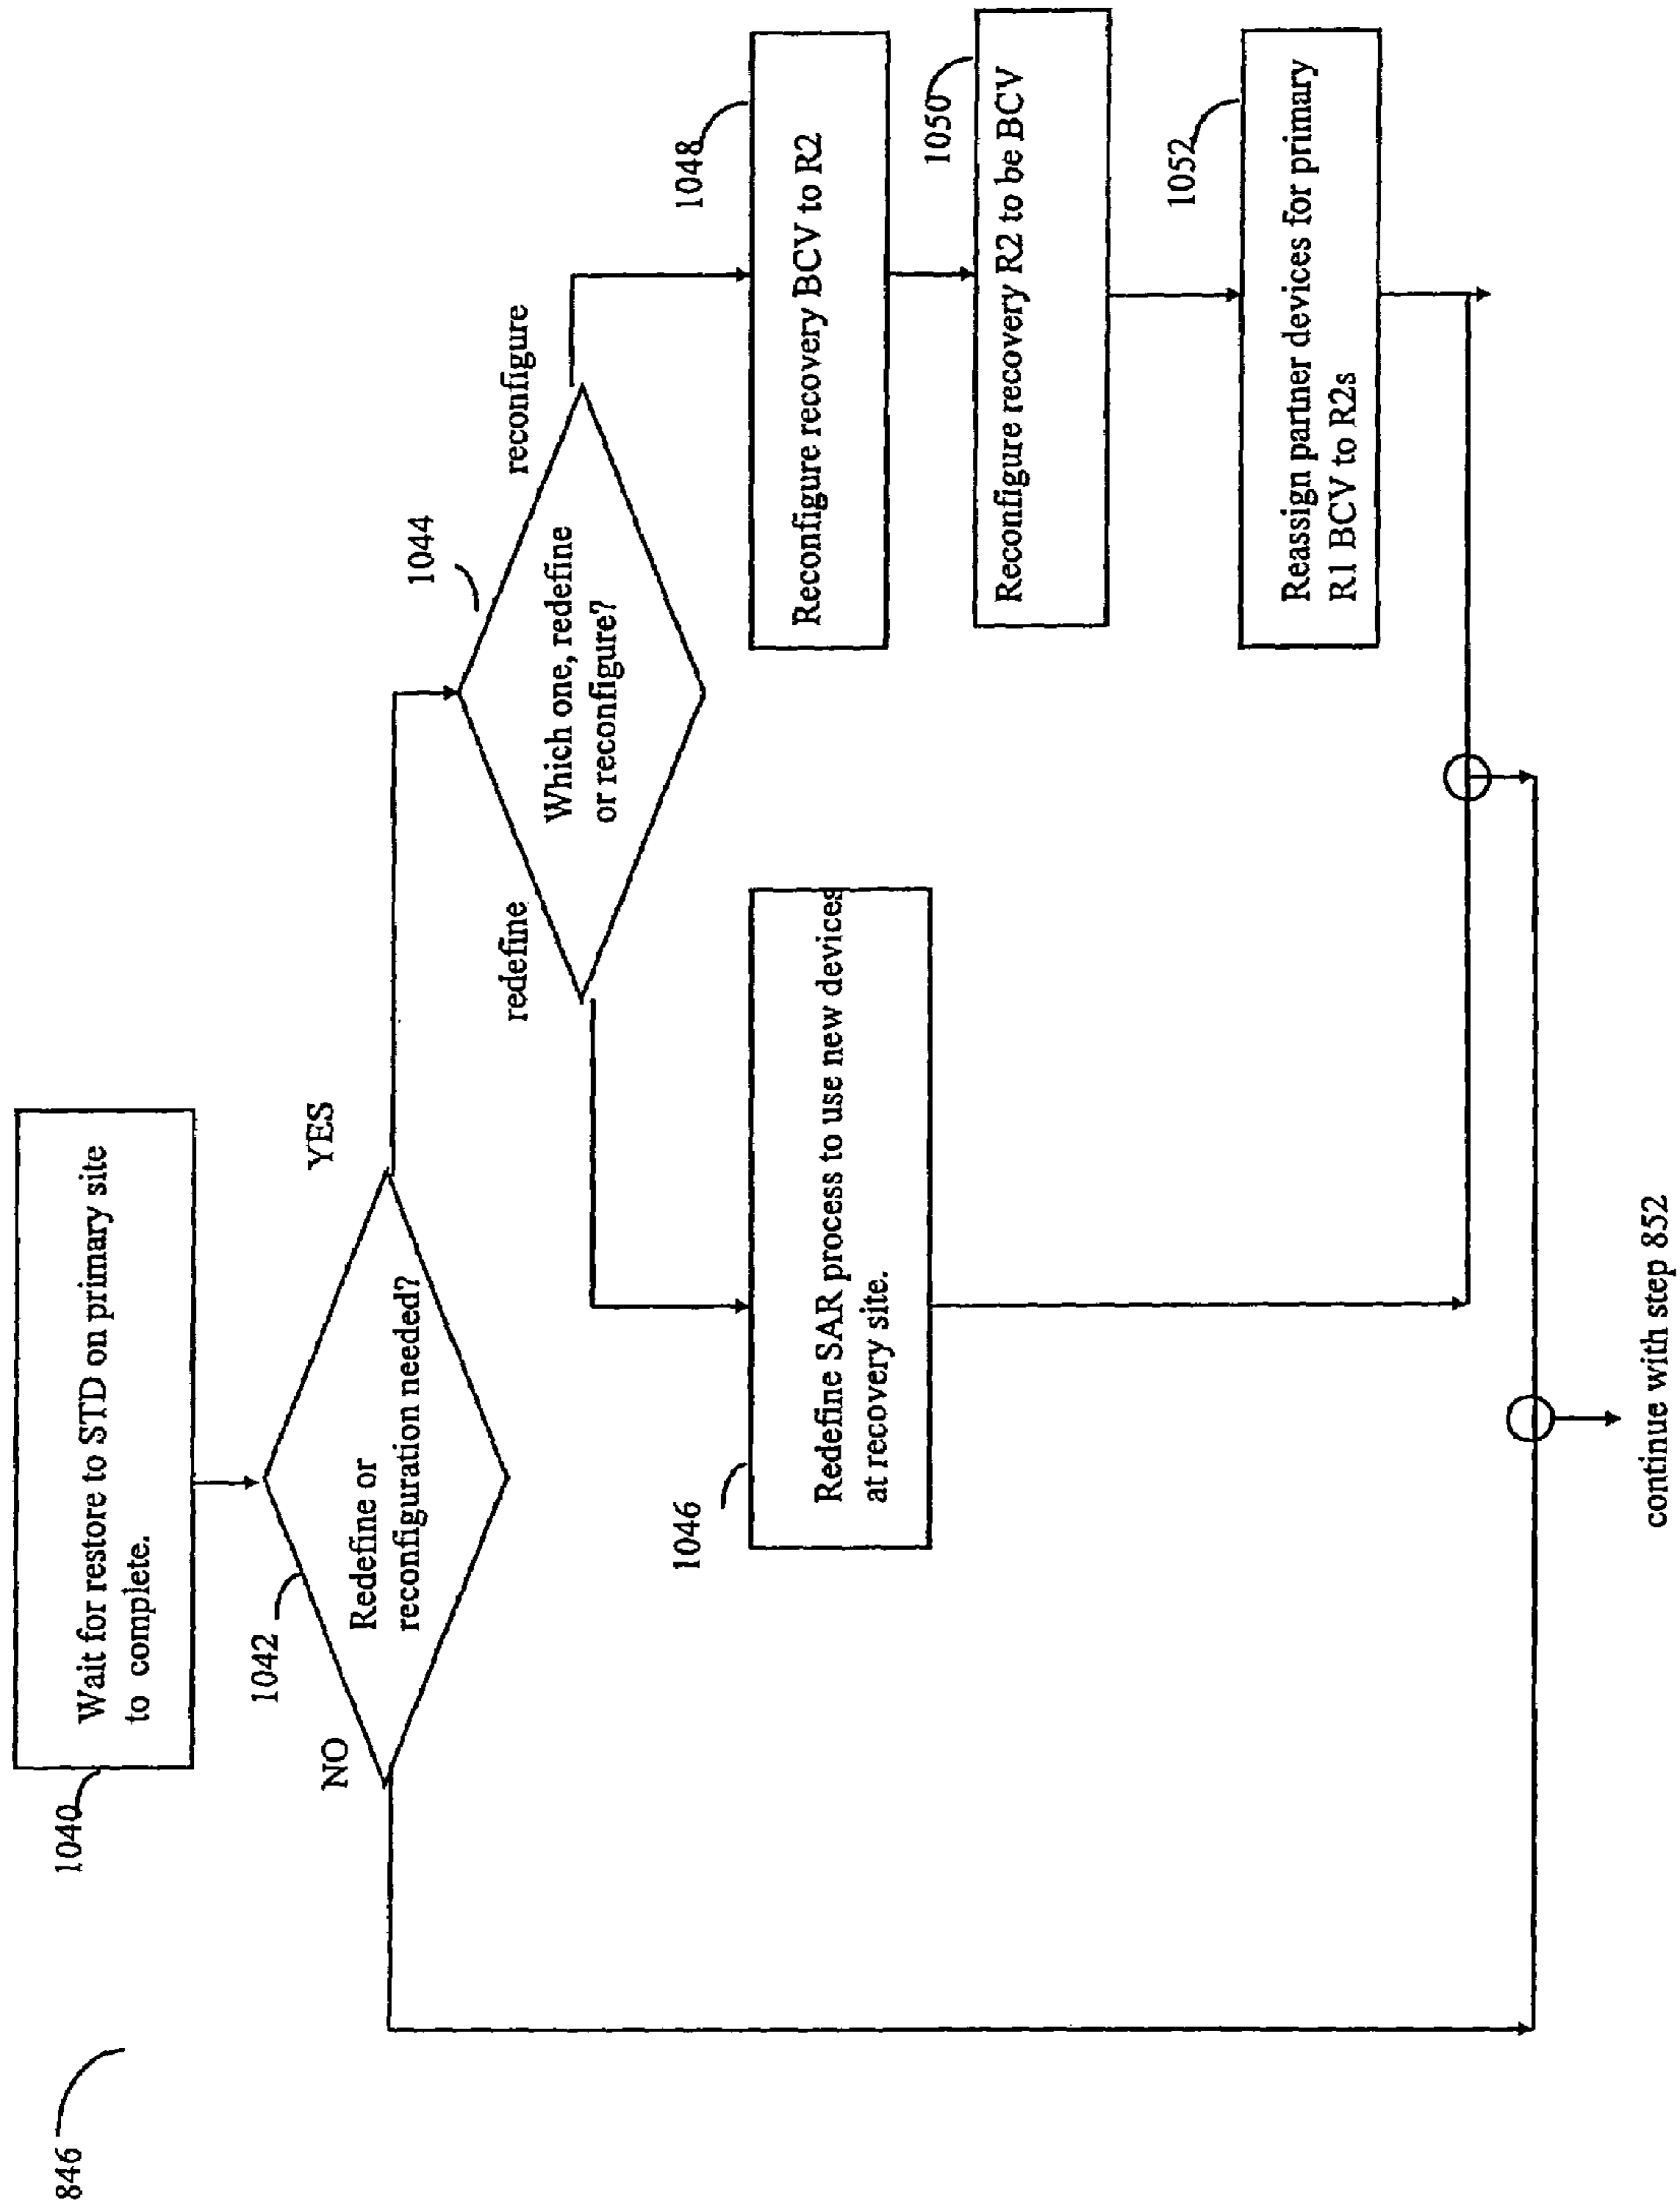 846
1040
Wait for restore to STD on primary site
to complete.
1042
NO
YES
Redefine or
reconfiguration needed?
1044
redefine
reconfigure
Which one, redefine
or reconfigure?
1046
Redefine SAR process to use new devices
at recovery site.
1048
Reconfigure recovery BCV to R2
1050
Reconfigure recovery R2 to be BCV
1052
Reassign partner devices for primary
R1 BCV to R2s
continue with step 852